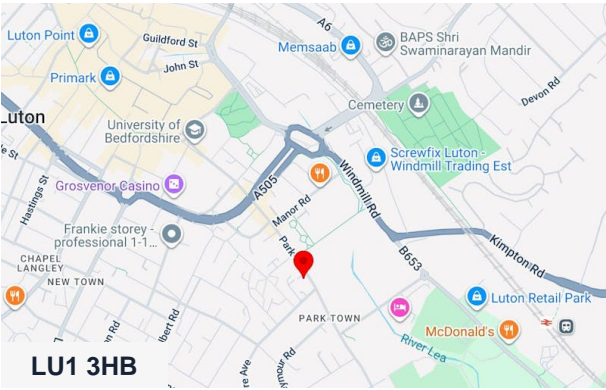 A6
Luton Point
Guildford St
Memsaab
BAPS Shri
Swaminarayan Mandir
John St
Primark
Devon Rd
Cemetery
Luton
University of
Bedfordshire
Screwfix Luton -
Windmill Trading Est
Grosvenor Casino
A505
Windmill Rd
Hastings St
Manor Rd
Frankie storey -
professional 1-1...
Park
B653
Kimpton Rd
CHAPEL
LANGLEY
NEW TOWN
Luton Retail Park
PARK TOWN
McDonald's
River Lea
LU1 3HB